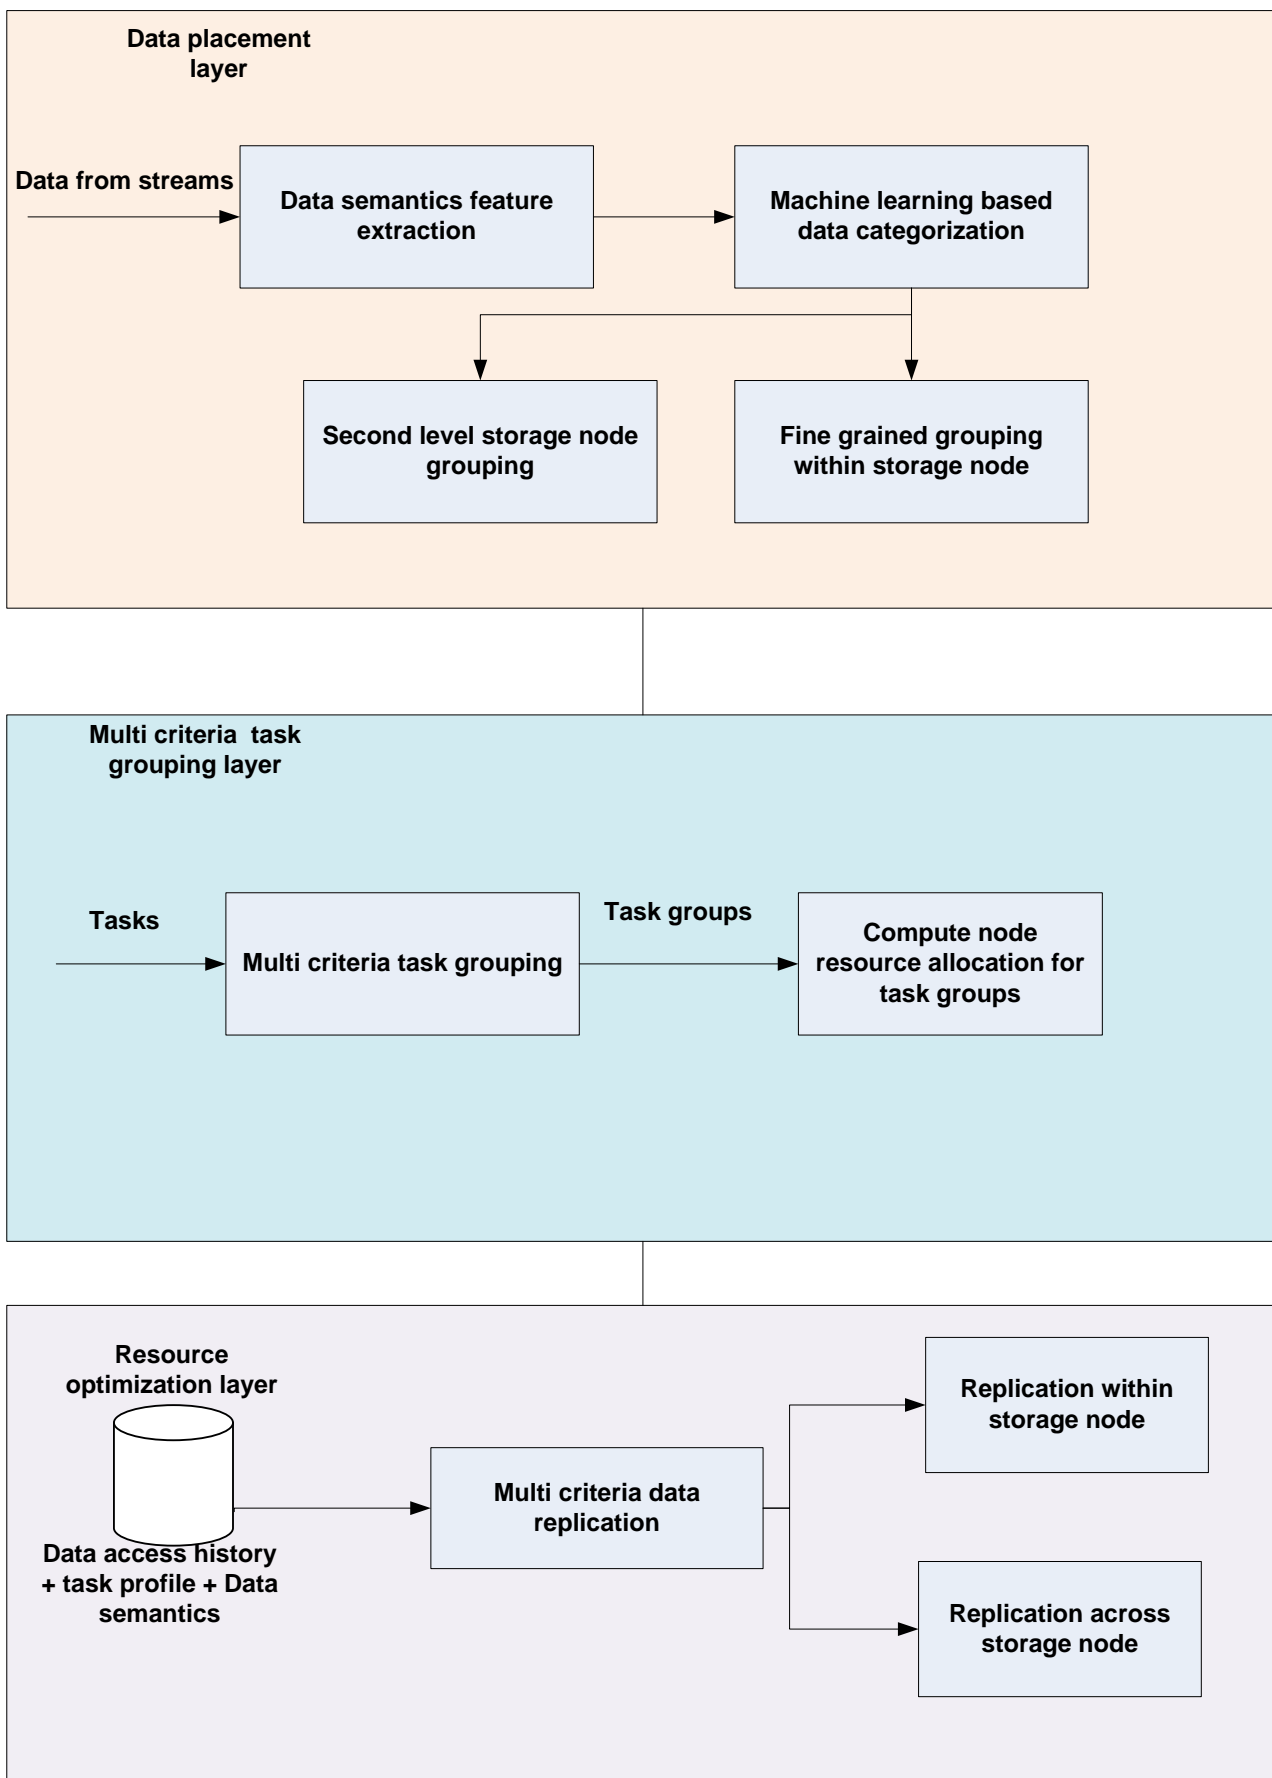 Data placement
layer
Data from streams
Data semantics feature
extraction
Machine learning based
data categorization
Second level storage node
grouping
Fine grained grouping
within storage node
Multi criteria  task
grouping layer
Tasks
Multi criteria task grouping
Task groups
Compute node
resource allocation for
task groups
Resource
optimization layer
Data access history
+ task profile + Data
semantics
Multi criteria data
replication
Replication within
storage node
Replication across
storage node